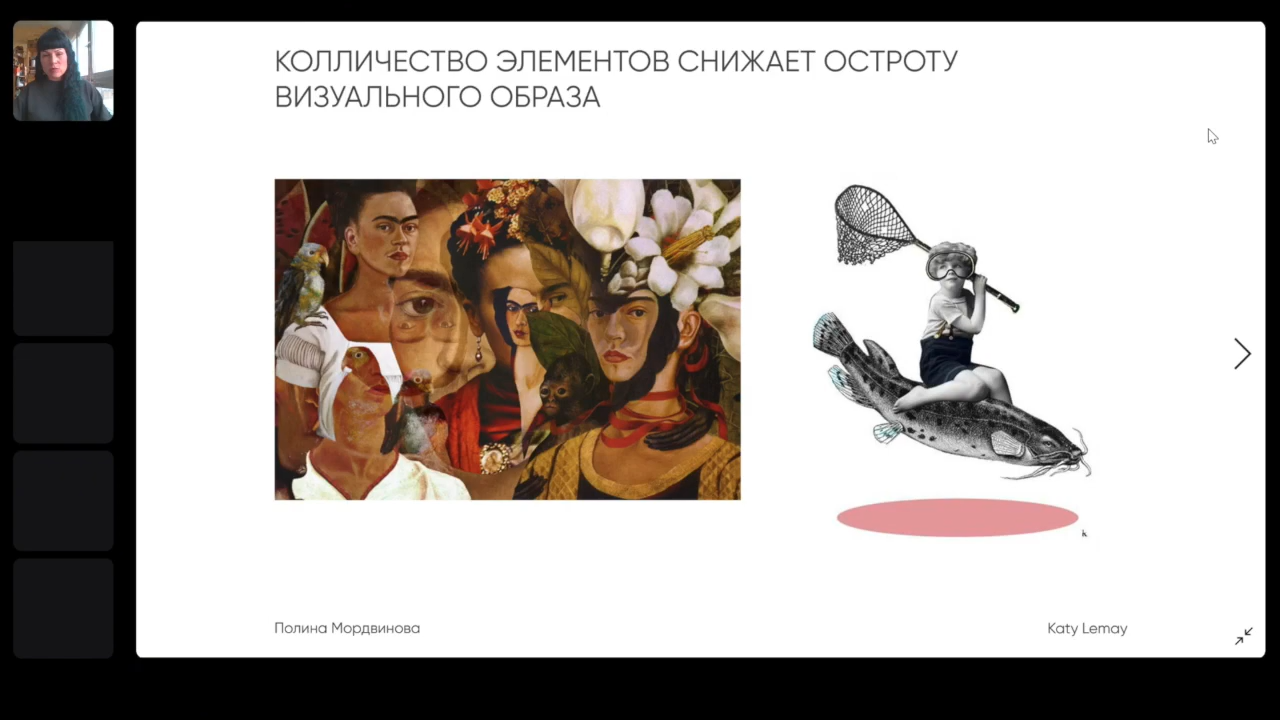 КОЛЛИЧЕСТВО ЭЛЕМЕНТОВ СНИЖАЕТ ОСТРОТУ
ВИЗУАЛЬНОГО ОБРАЗА
Полина Мордвинова
Katy Lemay